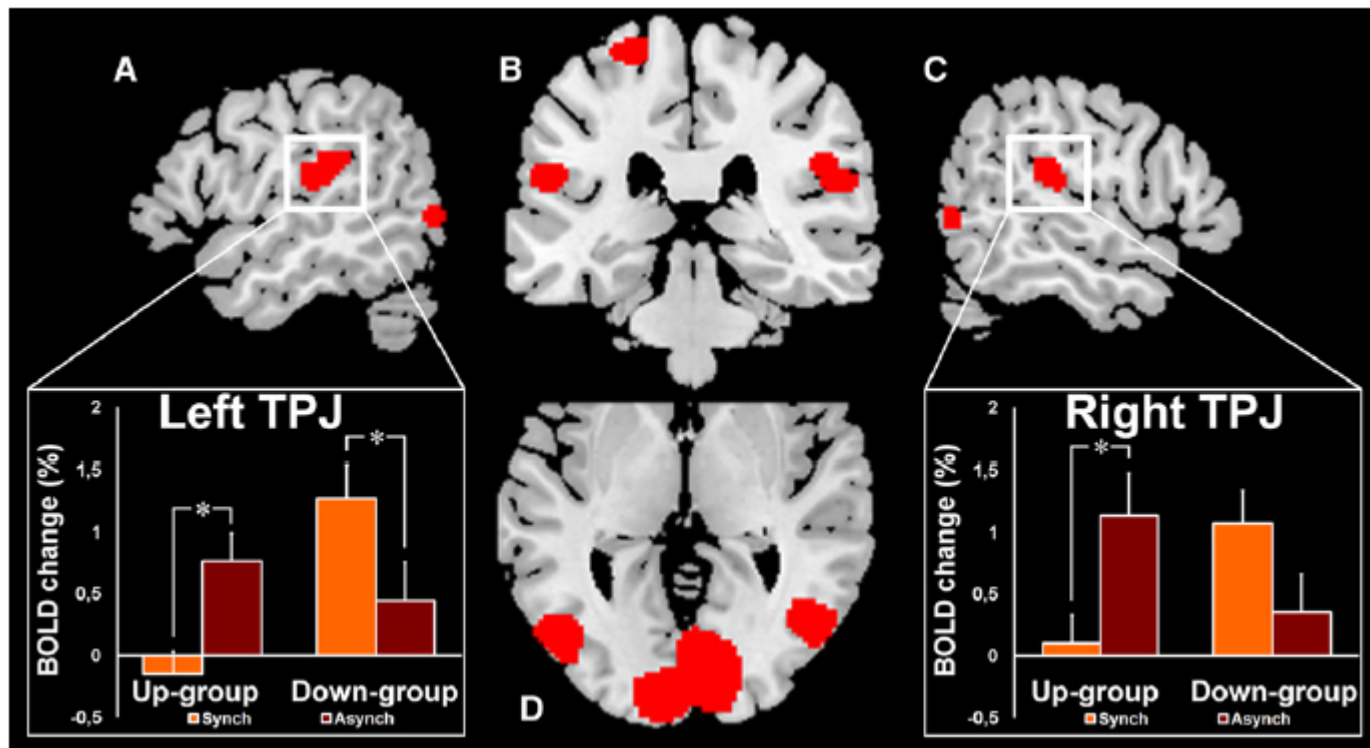 A
B
C
Left TPJ
BOLD change (%)
2
1,5
1
0,5
0
-0,5
*
*
Up-group
Down-group
Synch
Asynch
D
Right TPJ
BOLD change (%)
2
1,5
1
0,5
0
-0,5
*
Up-group
Down-group
Synch
Asynch